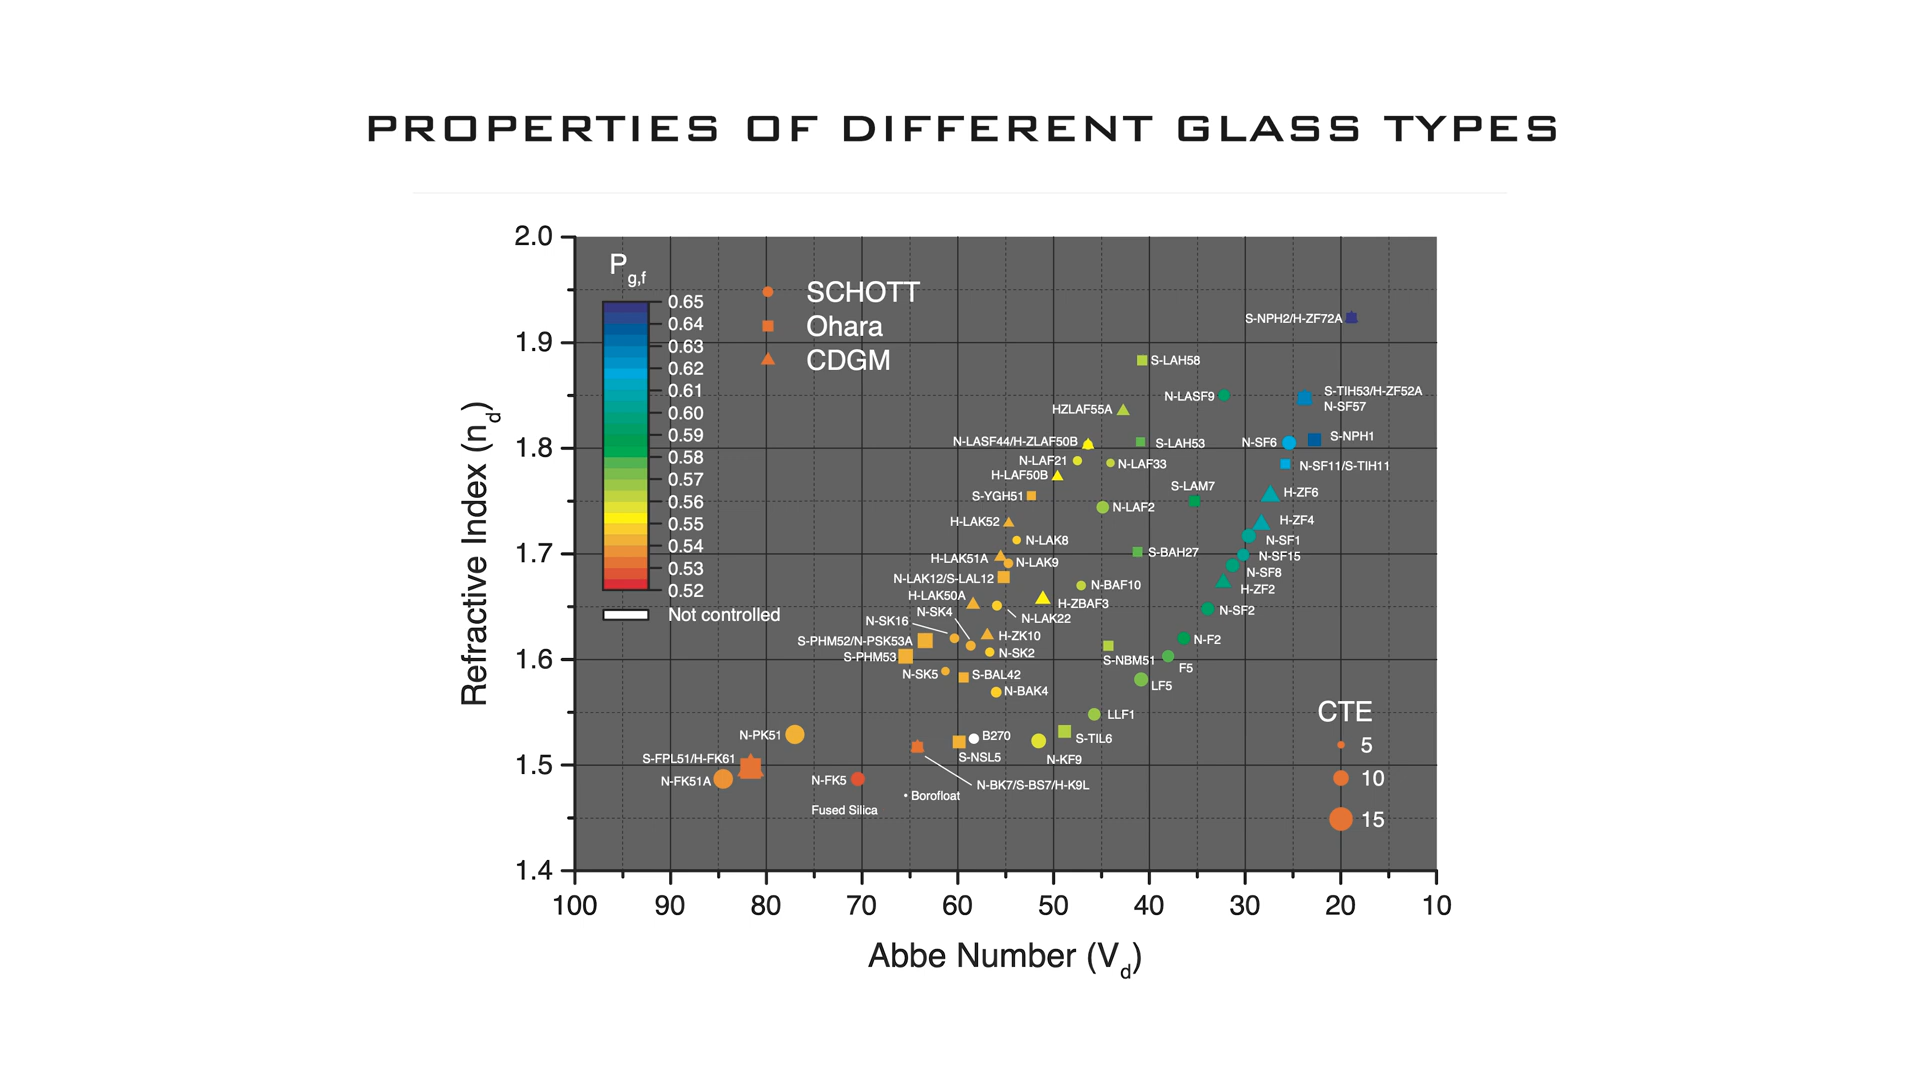 PROPERTIES OF DIFFERENT GLASS TYPES
2.0
1.9
1.8
1.7
1.6
1.5
1.4
Refractive Index (nd)
100 90 80 70 60 50 40 30 20 10
Abbe Number (Vd)
Pg,f
0.65
0.64
0.63
0.62
0.61
0.60
0.59
0.58
0.57
0.56
0.55
0.54
0.53
0.52
Not controlled
SCHOTT
Ohara
CDGM
S-NPH2/H-ZF72A
S-LAH58
N-LASF9
S-TIH53/H-ZF52A
N-SF57
HZLAF55A
N-LASF44/H-ZLAF50B
S-LAH53
N-SF6
S-NPH1
N-LAF21
N-LAF33
N-SF11/S-TIH11
H-LAF50B
S-YGH51
S-LAM7
H-ZF6
N-LAF2
H-LAK52
H-ZF4
N-LAK8
N-SF1
H-LAK51A
N-LAK9
S-BAH27
N-SF15
N-SF8
N-LAK12/S-LAL12
N-BAF10
H-ZF2
H-LAK50A
H-ZBAF3
N-SK4
N-LAK22
N-SF2
N-SK16
H-ZK10
S-PHM52/N-PSK53A
N-F2
S-PHM53
N-SK2
S-NBM51
F5
N-SK5
S-BAL42
LF5
N-BAK4
LLF1
N-PK51
B270
S-TIL6
S-NSL5
N-KF9
S-FPL51/H-FK61
N-FK51A
N-FK5
N-BK7/S-BS7/H-K9L
Borofloat
Fused Silica
CTE
5
10
15